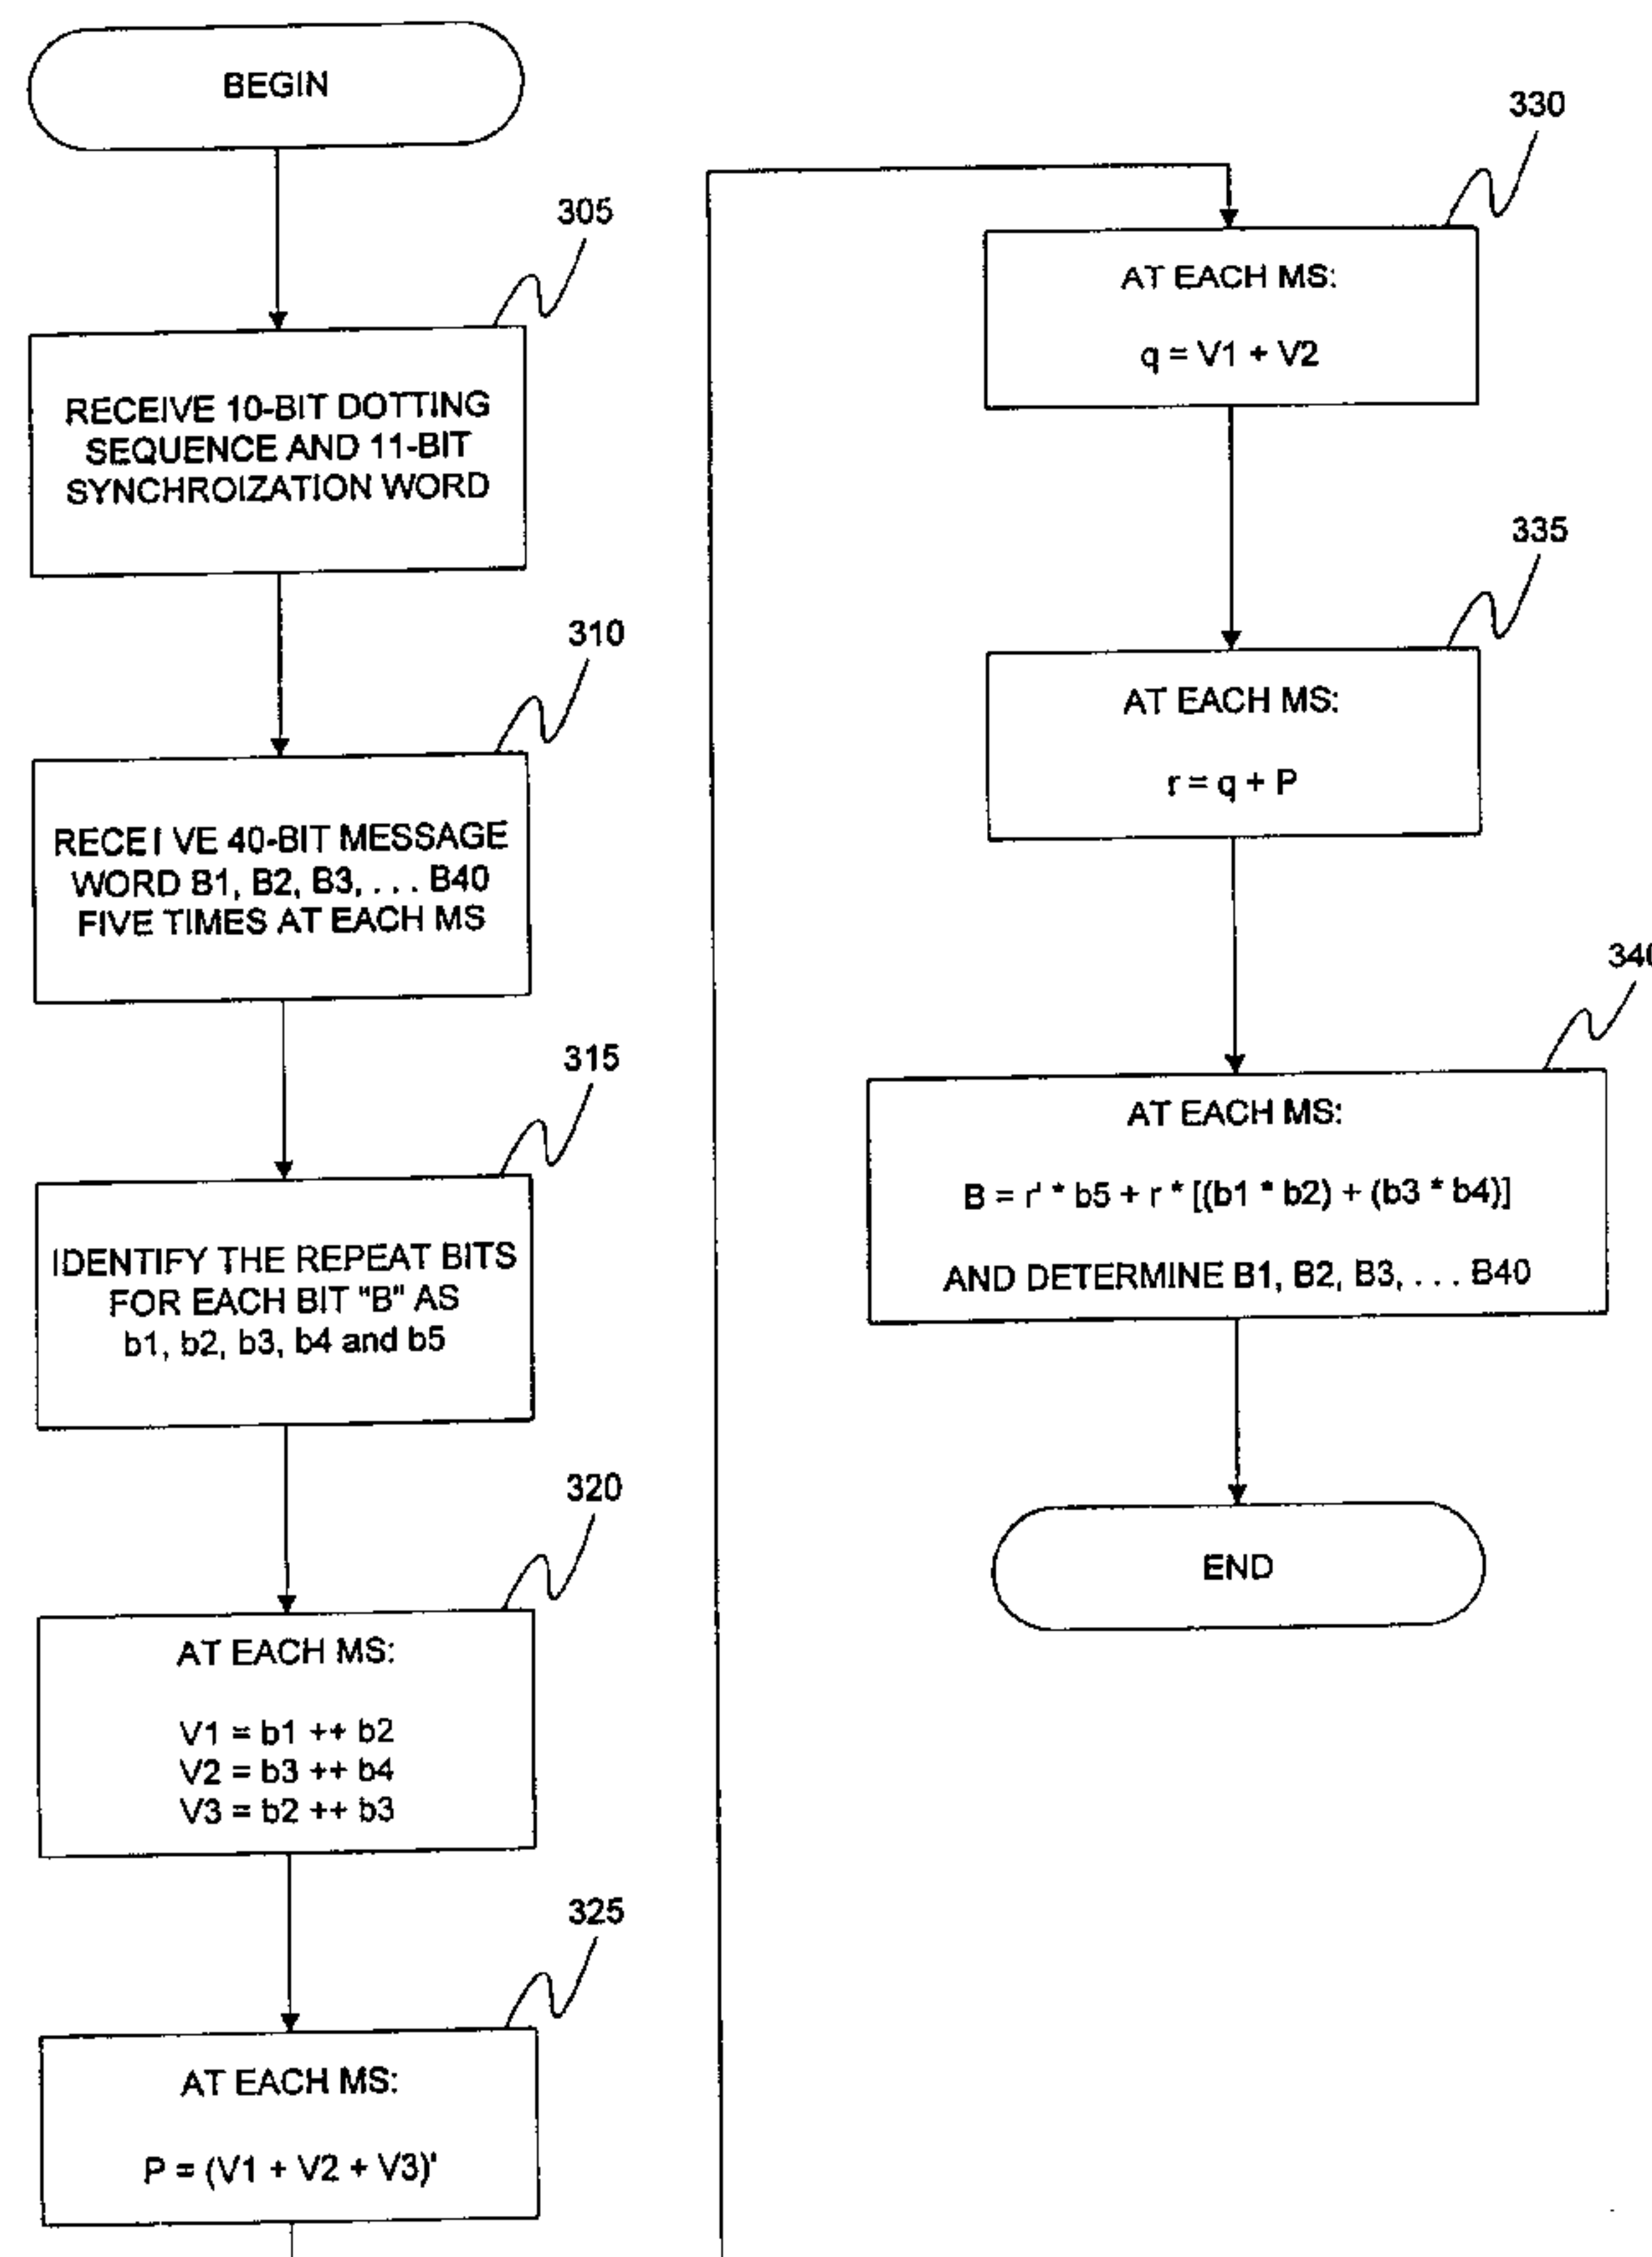 BEGIN
305
RECEIVE 10-BIT DOTTING
SEQUENCE AND 11-BIT
SYNCHROIZATION WORD
310
RECEIVE 40-BIT MESSAGE
WORD B1, B2, B3, . . . B40
FIVE TIMES AT EACH MS
315
IDENTIFY THE REPEAT BITS
FOR EACH BIT "B" AS
b1, b2, b3, b4 and b5
320
AT EACH MS:
V1 = b1 ++ b2
V2 = b3 ++ b4
V3 = b2 ++ b3
325
AT EACH MS:
P = (V1 + V2 + V3)'
330
AT EACH MS:
q = V1 + V2
335
AT EACH MS:
r = q + P
340
AT EACH MS:
B = r' * b5 + r * [(b1 * b2) + (b3 * b4)]
AND DETERMINE B1, B2, B3, . . . B40
END